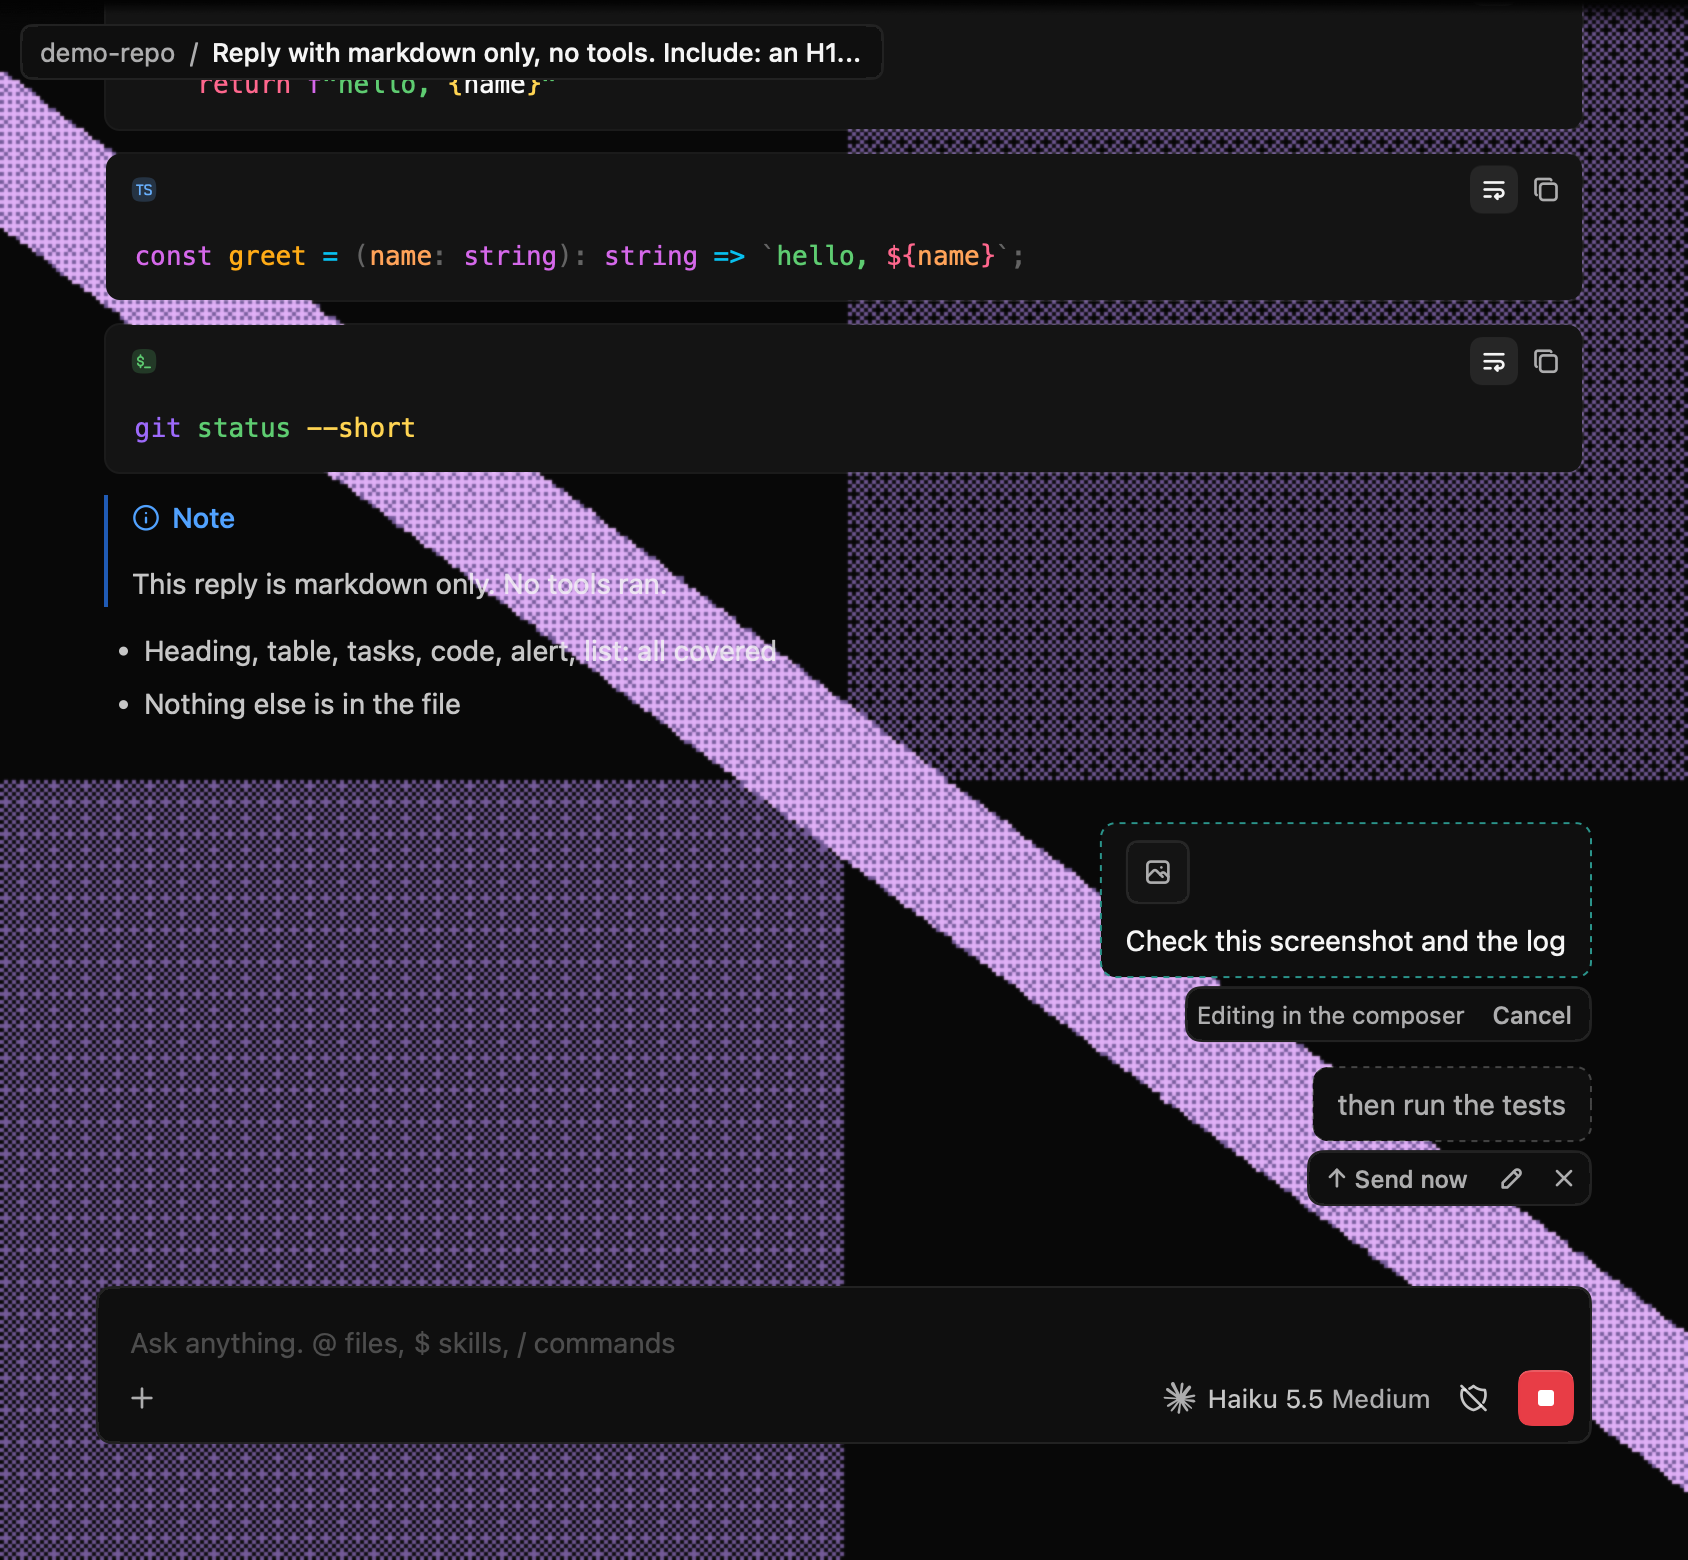 demo-repo / Reply with markdown only, no tools. Include: an H1...
return f"hello, {name}"
TS
const greet = (name: string): string => `hello, ${name}`;
$_
git status --short
Note
This reply is markdown only. No tools ran.
• Heading, table, tasks, code, alert, list: all covered
• Nothing else is in the file
Check this screenshot and the log
Editing in the composer Cancel
then run the tests
Send now
Ask anything. @ files, $ skills, / commands
Haiku 5.5 Medium